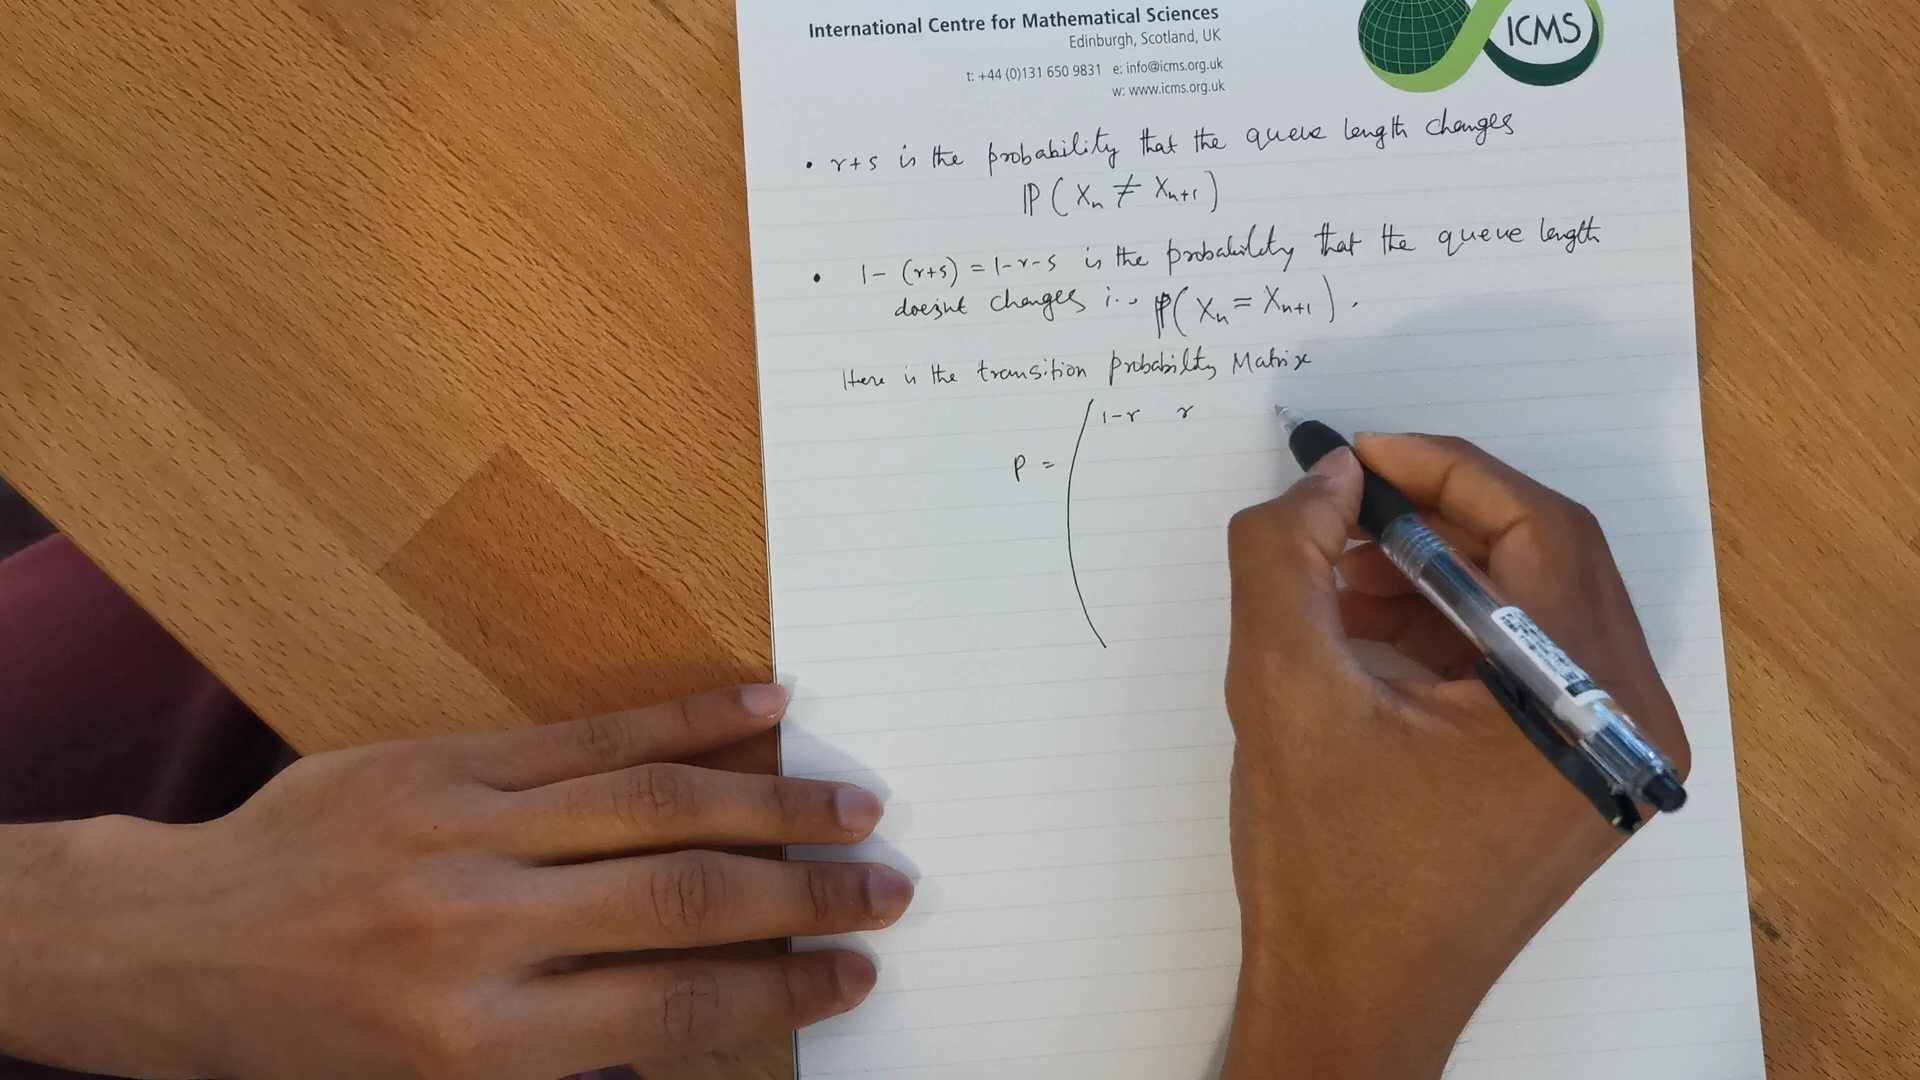 International Centre for Mathematical Sciences
Edinburgh, Scotland, UK
t: +44 (0)131 650 9831 e: info@icms.org.uk
w: www.icms.org.uk
ICMS
• r+s is the probability that the queue length changes
ℙ(Xₙ ≠ Xₙ₊₁)
• 1-(r+s) = 1-r-s is the probability that the queue length
doesnt changes i.e ℙ(Xₙ = Xₙ₊₁).
Here is the transition probability Matrix
1-r r
P = (